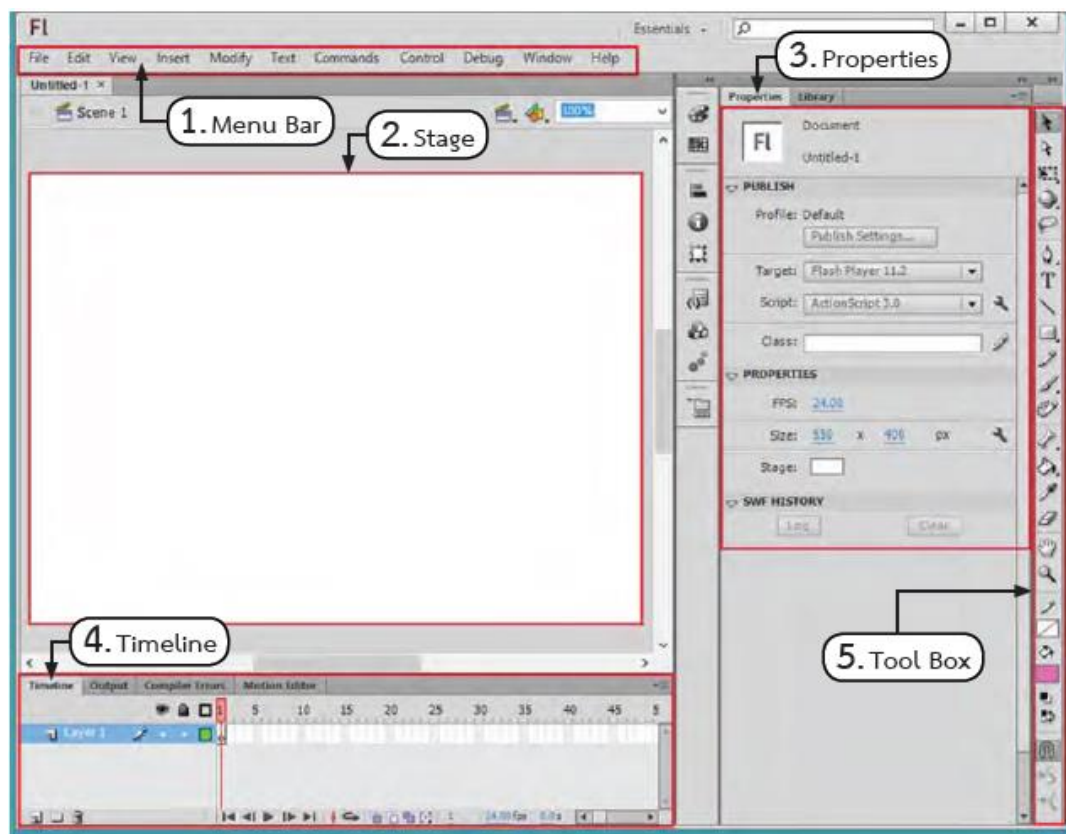 Fl
Essentials
File Edit View Insert Modify Text Commands Control Debug Window Help
3. Properties
Untitled-1 ×
Properties Library
Scene 1
1. Menu Bar
2. Stage
100%
Fl
Document
Untitled-1
PUBLISH
Profile: Default
Publish Settings...
Target: Flash Player 11.2
Script: ActionScript 3.0
Class:
PROPERTIES
FPS: 24.00
Size: 550 x 400 px
Stage:
SWF HISTORY
Log Clear
4. Timeline
5. Tool Box
Timeline Output Compiler Errors Motion Editor
1 5 10 15 20 25 30 35 40 45 5
Layer 1
1 24.00 fps 0.0 s